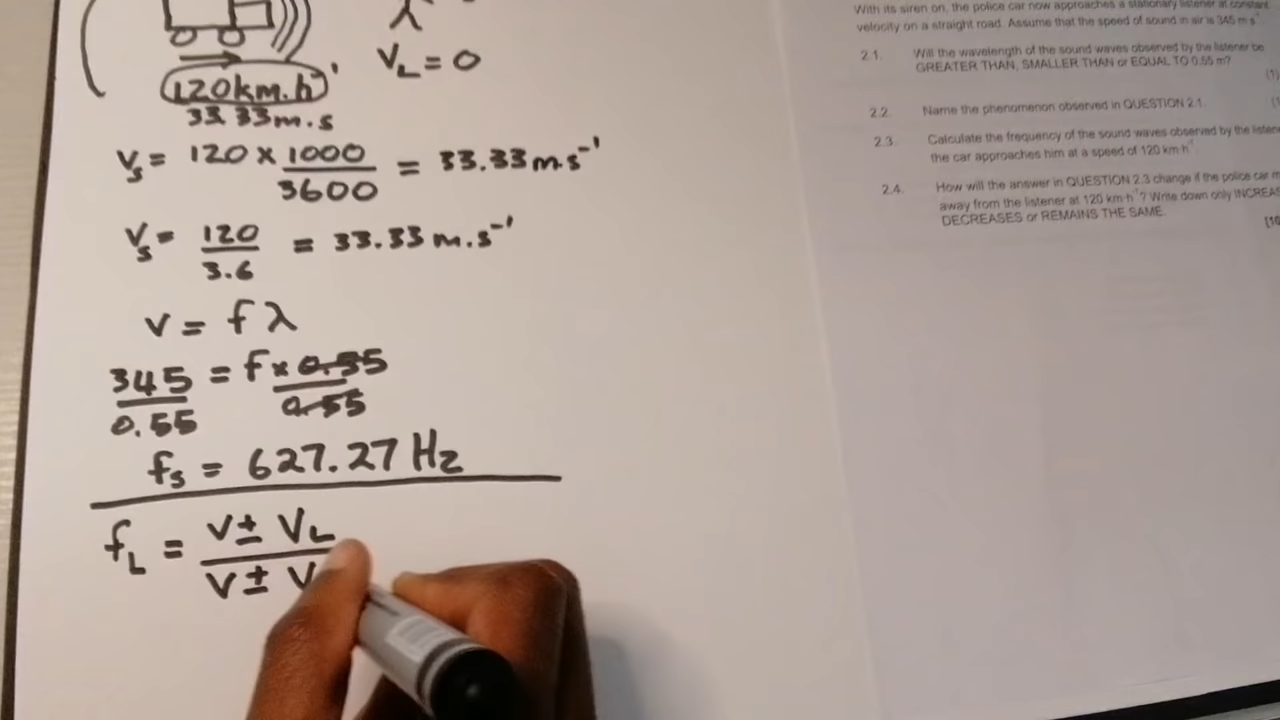 λ
V_L = 0
120km.h⁻¹
33.33m.s
V_s = 120 × 1000/3600 = 33.33m.s⁻¹
V_s = 120/3.6 = 33.33 m.s⁻¹
v = fλ
345/0.55 = f × 0.55/0.55
f_s = 627.27 Hz
f_L = V ± V_L
V ± V
With its siren on, the police car now approaches a stationary listener at constant
velocity on a straight road. Assume that the speed of sound in air is 345 m·s⁻¹
2.1. Will the wavelength of the sound waves observed by the listener be
GREATER THAN, SMALLER THAN or EQUAL TO 0.55 m?
(1)
2.2. Name the phenomenon observed in QUESTION 2.1.
2.3. Calculate the frequency of the sound waves observed by the
the car approaches him at a speed of 120 km·h⁻¹
2.4. How will the answer in QUESTION 2.3 change if the police car
away from the listener at 120 km·h⁻¹? Write down only
DECREASES or REMAINS THE SAME.